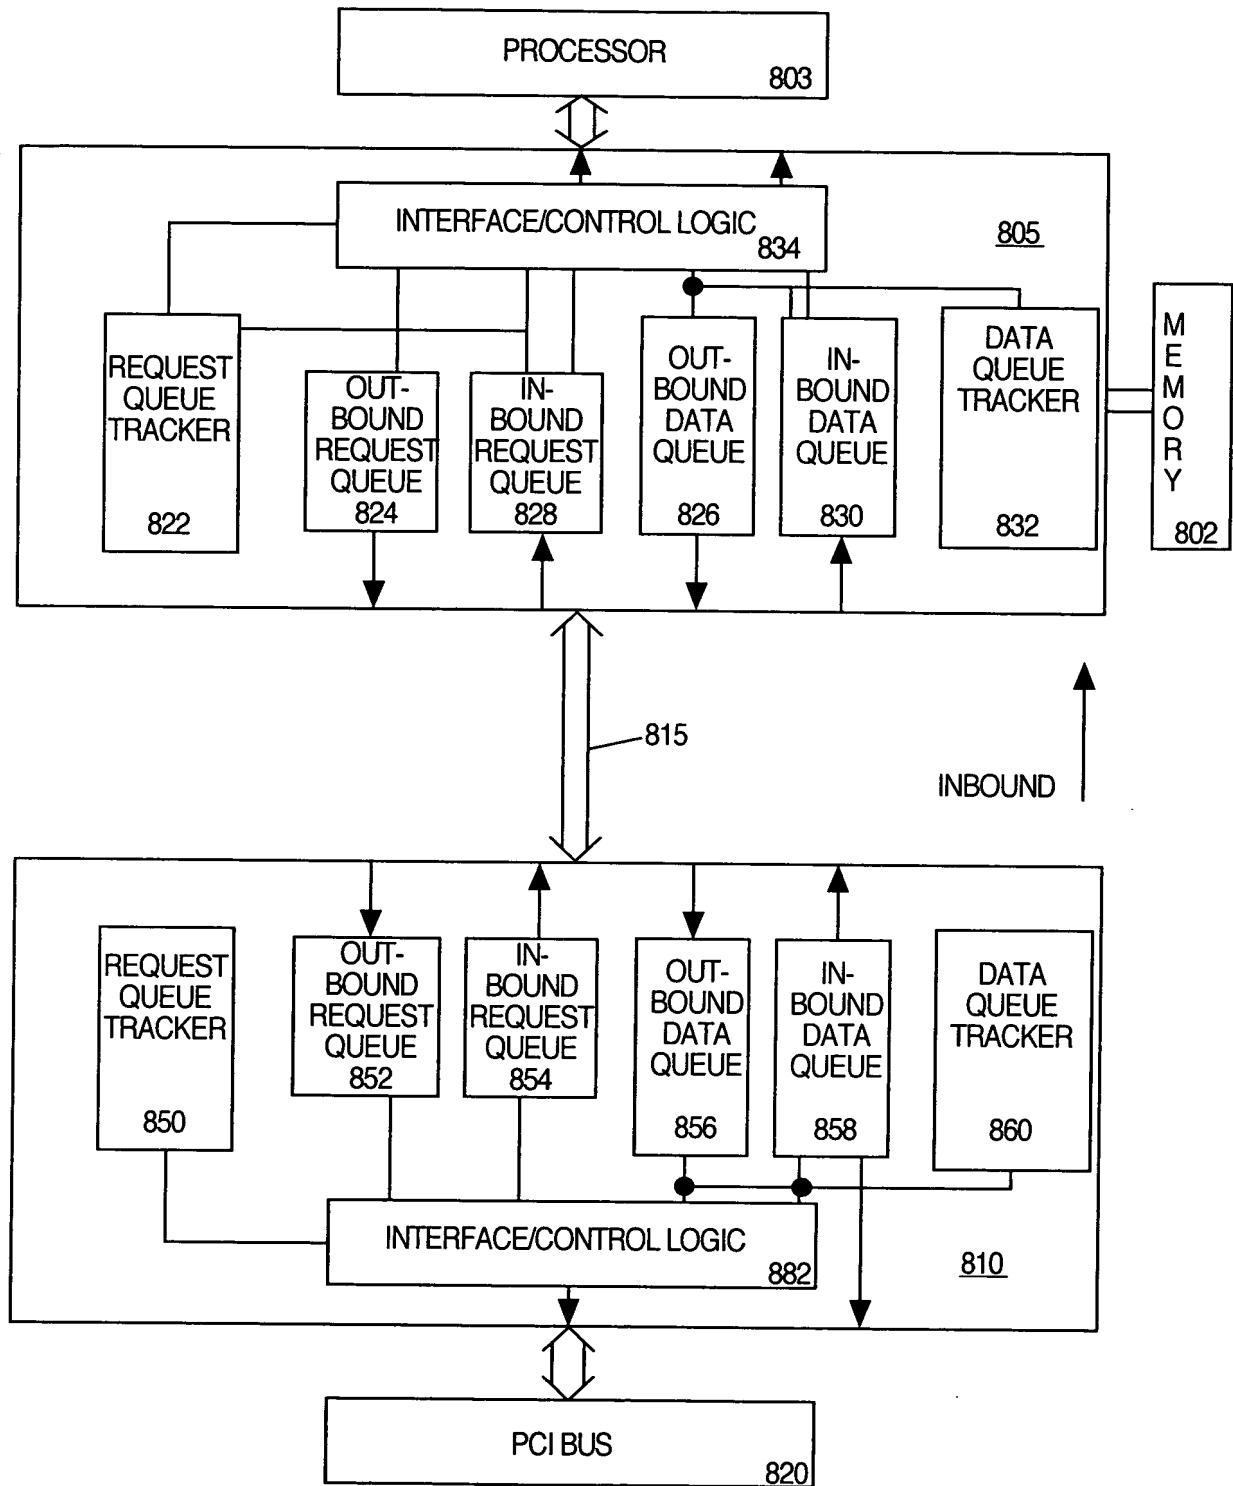 PROCESSOR
803
INTERFACE/CONTROL LOGIC
834
805
REQUEST
QUEUE
TRACKER
822
OUT-
BOUND
REQUEST
QUEUE
824
IN-
BOUND
REQUEST
QUEUE
828
OUT-
BOUND
DATA
QUEUE
826
IN-
BOUND
DATA
QUEUE
830
DATA
QUEUE
TRACKER
832
M
E
M
O
R
Y
802
815
INBOUND
REQUEST
QUEUE
TRACKER
850
OUT-
BOUND
REQUEST
QUEUE
852
IN-
BOUND
REQUEST
QUEUE
854
OUT-
BOUND
DATA
QUEUE
856
IN-
BOUND
DATA
QUEUE
858
DATA
QUEUE
TRACKER
860
INTERFACE/CONTROL LOGIC
882
810
PCI BUS
820